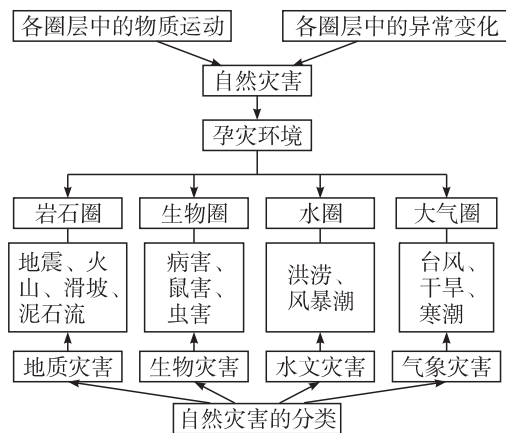 各圈层中的物质运动
各圈层中的异常变化
自然灾害
孕灾环境
岩石圈
生物圈
水圈
大气圈
地震、火
山、滑坡、
泥石流
病害、
鼠害、
虫害
洪涝、
风暴潮
台风、
干旱、
寒潮
地质灾害
生物灾害
水文灾害
气象灾害
自然灾害的分类